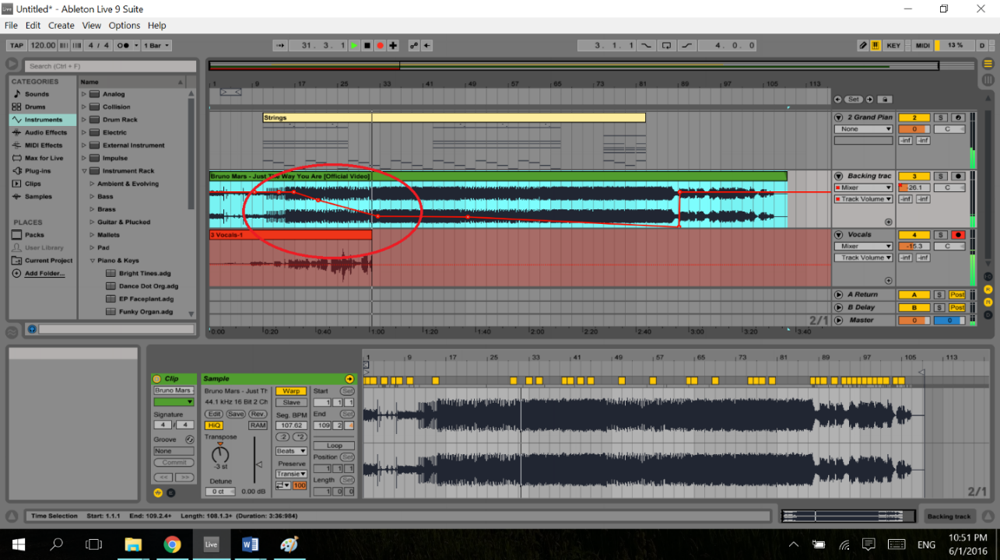 Live Untitled* - Ableton Live 9 Suite
File Edit Create View Options Help
TAP 120.00 4 / 4 1 Bar 31. 3. 1 3. 1. 1 4. 0. 0 KEY MIDI 13 % D
Search (Ctrl + F)
CATEGORIES
Sounds
Drums
Instruments
Audio Effects
MIDI Effects
Max for Live
Plug-ins
Clips
Samples
PLACES
Packs
User Library
Current Project
Add Folder...
Name
Analog
Collision
Drum Rack
Electric
External Instrument
Impulse
Instrument Rack
Ambient & Evolving
Bass
Brass
Guitar & Plucked
Mallets
Pad
Piano & Keys
Bright Tines.adg
Dance Dot Org.adg
EP Faceplant.adg
Funky Organ.adg
1 9 17 25 33 41 49 57 65 73 81 89 97 105 113
Set
Strings
2 Grand Pian 2 S
None 0 C
-inf -inf
Bruno Mars - Just The Way You Are [Official Video]
Backing trac 3 S
Mixer -26.1 C
Track Volume -inf -inf
3 Vocals-1
Vocals 4 S
Mixer -15.3 C
Track Volume -inf -inf
A Return A S Post
B Delay B S Post
2/1 Master 0 0
0:00 0:20 0:40 1:00 1:20 1:40 2:00 2:20 2:40 3:00 3:20 3:40
Clip
Bruno Mars -
Signature
4 / 4
Groove
None
Commit
<< >>
Sample
Bruno Mars - Just Th
44.1 kHz 16 Bit 2 Ch
Edit Save Rev
HiQ RAM
Transpose
-3 st
Detune
0 ct 0.00 dB
Warp
Slave
Seg. BPM
107.62
:2 *2
Beats
Preserve
Transie
100
Start Set
1 1 1
End Set
109 2
Loop
Position Set
1 1 1
Length Set
1 0 0
1 9 17 25 33 41 49 57 65 73 81 89 97 105 113
2/1
Time Selection Start: 1.1.1 End: 109.2.4+ Length: 108.1.3+ (Duration: 3:36:984)
Backing track
Live
ENG
10:51 PM
6/1/2016